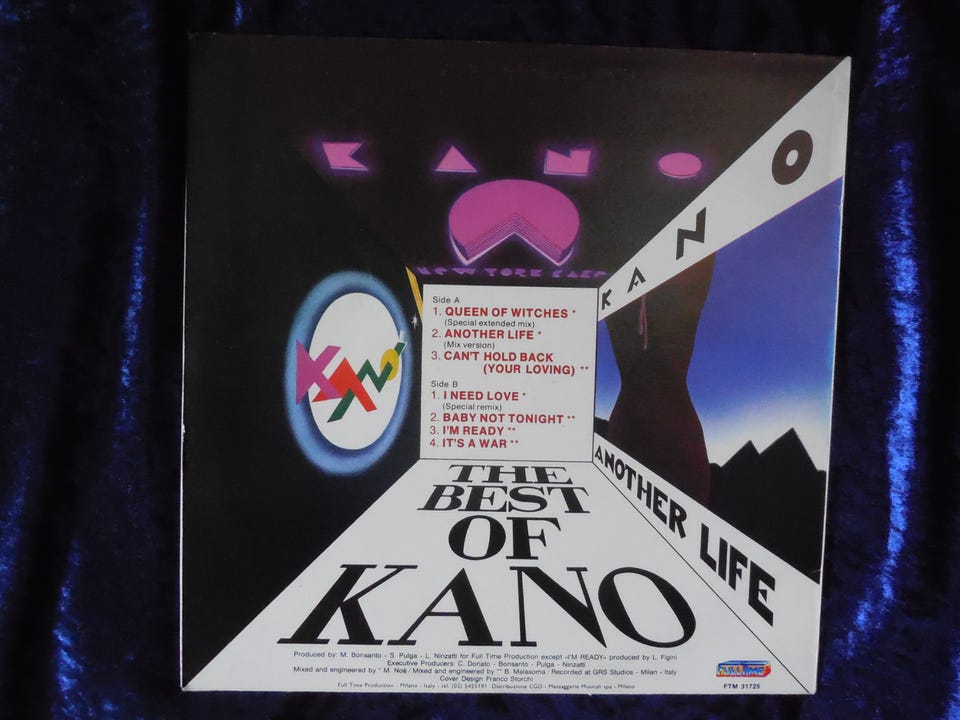 KANO
NEW YORK CAKE
KANO
KANO
Side A
1. QUEEN OF WITCHES *
(Special extended mix)
2. ANOTHER LIFE *
(Mix version)
3. CAN'T HOLD BACK
(YOUR LOVING) **
Side B
1. I NEED LOVE *
(Special remix)
2. BABY NOT TONIGHT **
3. I'M READY **
4. IT'S A WAR **
ANOTHER LIFE
THE
BEST
OF
KANO
Produced by: M. Bonsanto - S. Pulga - L. Ninzatti for Full Time Production except «I'M READY» produced by L. Figini
Executive Producers: C. Donato - Bonsanto - Pulga - Ninzatti
Mixed and engineered by * M. Noè / Mixed and engineered by ** B. Malasoma / Recorded at GRS Studios - Milan - Italy
Cover Design Franco Storchi
Full Time Production - Milano - Italy - tel. (02) 5455191 Distribuzione CGD - Messaggerie Musicali spa - Milano
FULLTIME
FTM 31725